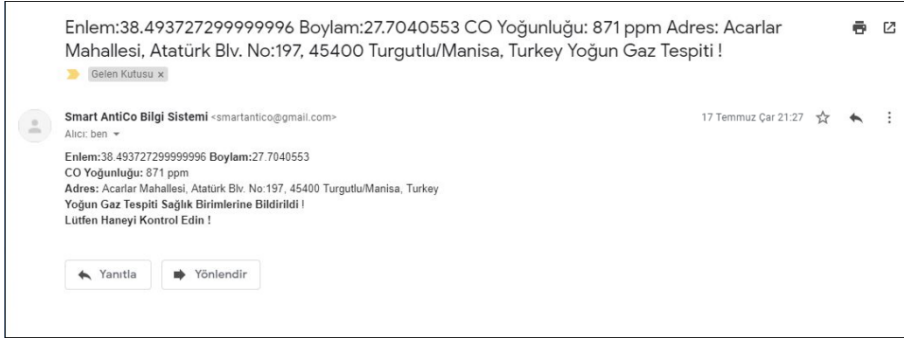 Enlem:38.493727299999996 Boylam:27.7040553 CO Yoğunluğu: 871 ppm Adres: Acarlar
Mahallesi, Atatürk Blv. No:197, 45400 Turgutlu/Manisa, Turkey Yoğun Gaz Tespiti !
Gelen Kutusu x
Smart AntiCo Bilgi Sistemi <smartantico@gmail.com>
17 Temmuz Çar 21:27
Alıcı: ben
Enlem:38.493727299999996 Boylam:27.7040553
CO Yoğunluğu: 871 ppm
Adres: Acarlar Mahallesi, Atatürk Blv. No:197, 45400 Turgutlu/Manisa, Turkey
Yoğun Gaz Tespiti Sağlık Birimlerine Bildirildi !
Lütfen Haneyi Kontrol Edin !
Yanıtla
Yönlendir